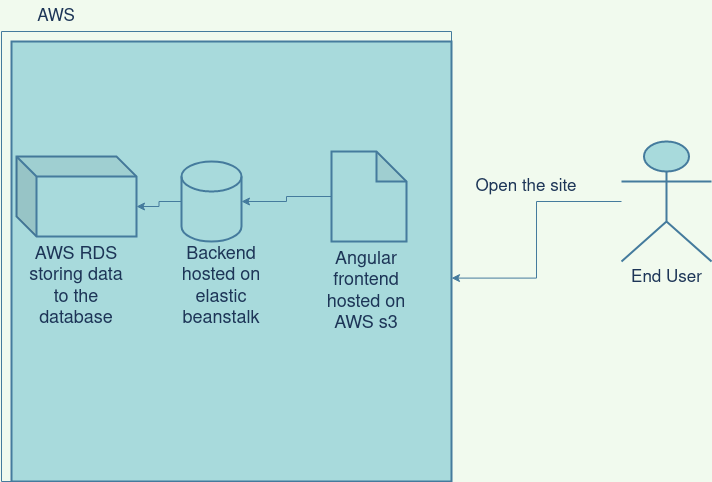 AWS
Open the site
End User
AWS RDS
storing data
to the
database
Backend
hosted on
elastic
beanstalk
Angular
frontend
hosted on
AWS s3